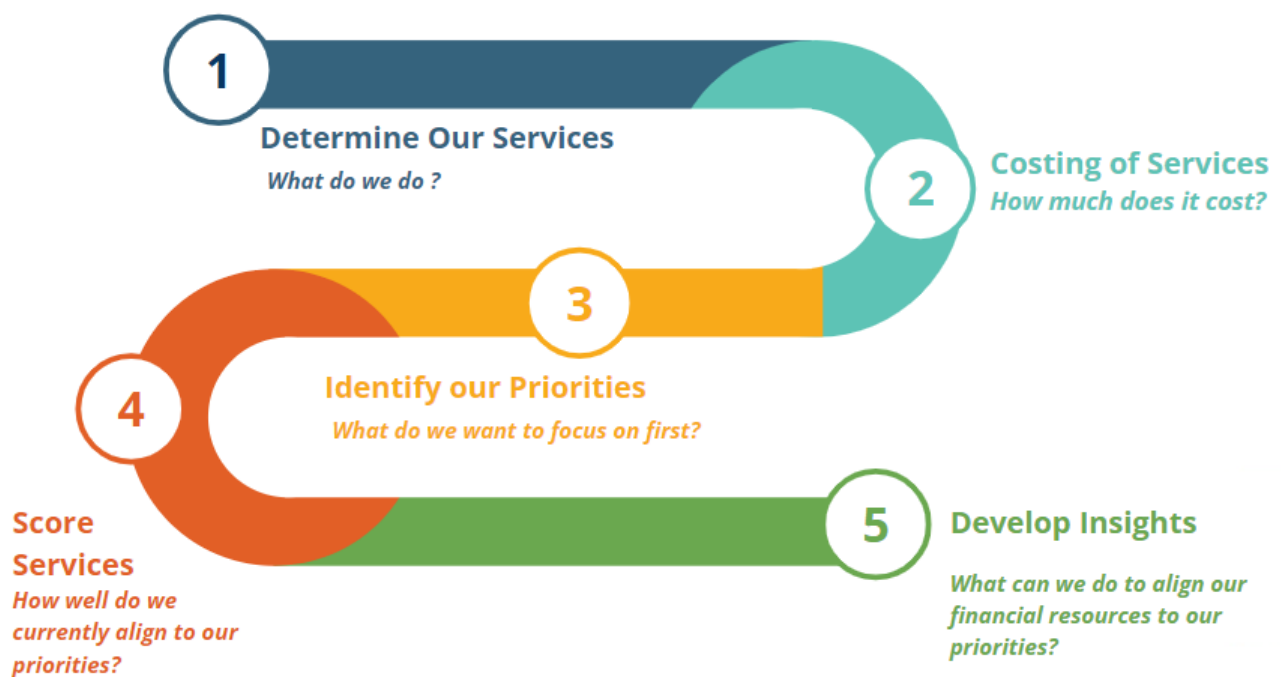 1
Determine Our Services
What do we do ?
2
Costing of Services
How much does it cost?
3
Identify our Priorities
What do we want to focus on first?
4
Score
Services
How well do we
currently align to our
priorities?
5
Develop Insights
What can we do to align our
financial resources to our
priorities?